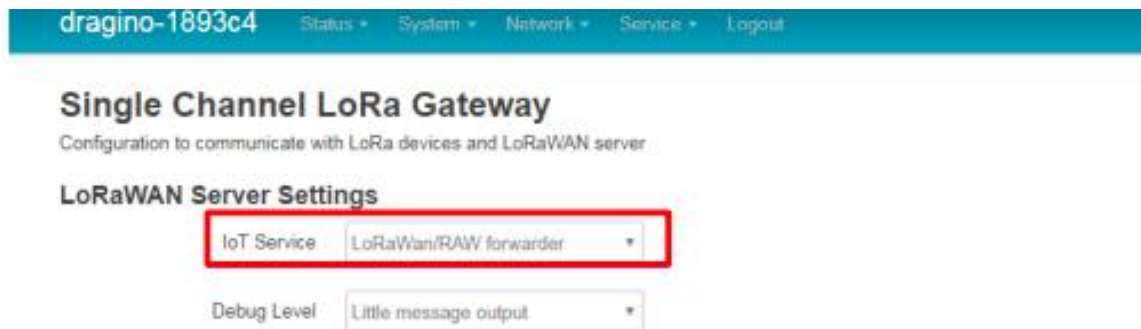 dragino-1893c4 Status System Network Service Logout
Single Channel LoRa Gateway
Configuration to communicate with LoRa devices and LoRaWAN server
LoRaWAN Server Settings
IoT Service LoRaWan/RAW forwarder
Debug Level Little message output